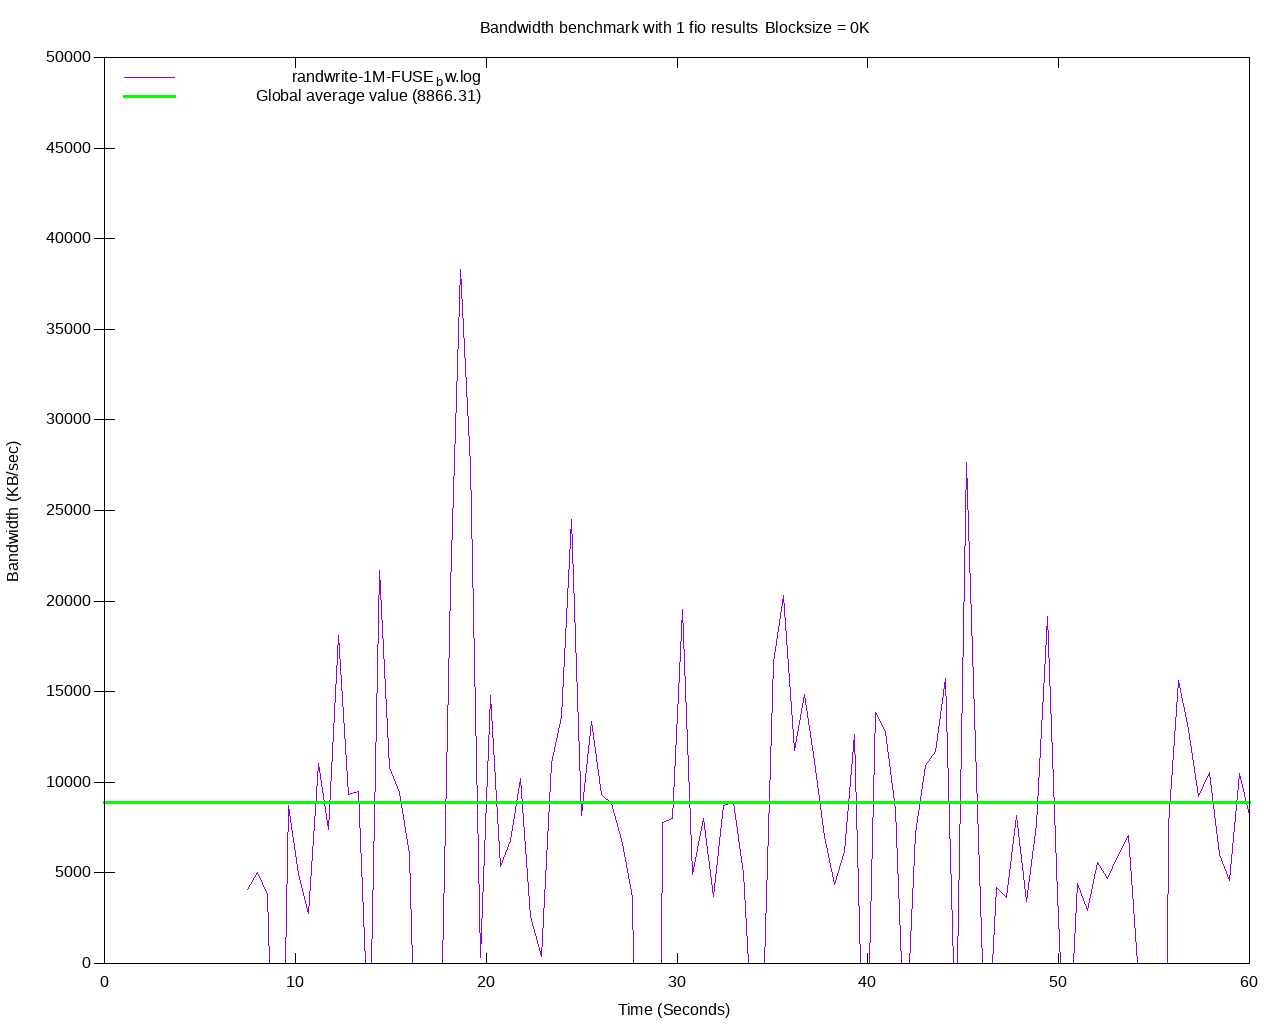 Bandwidth benchmark with 1 fio results Blocksize = 0K
randwrite-1M-FUSE_bw.log
Global average value (8866.31)
50000
45000
40000
35000
30000
25000
20000
15000
10000
5000
0
Bandwidth (KB/sec)
0 10 20 30 40 50 60
Time (Seconds)